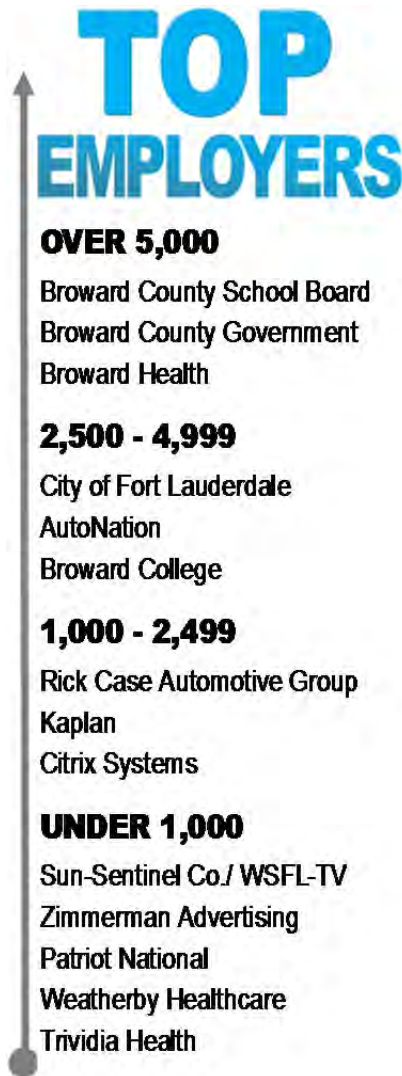 TOP
EMPLOYERS
OVER 5,000
Broward County School Board
Broward County Government
Broward Health
2,500 - 4,999
City of Fort Lauderdale
AutoNation
Broward College
1,000 - 2,499
Rick Case Automotive Group
Kaplan
Citrix Systems
UNDER 1,000
Sun-Sentinel Co./ WSFL-TV
Zimmerman Advertising
Patriot National
Weatherby Healthcare
Trividia Health